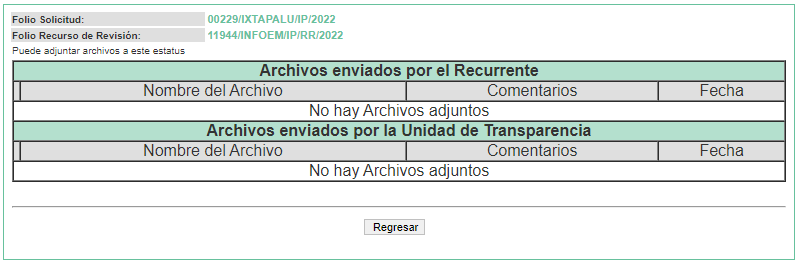 Folio Solicitud: 00229/IXTAPALU/IP/2022
Folio Recurso de Revisión: 11944/INFOEM/IP/RR/2022
Puede adjuntar archivos a este estatus
Archivos enviados por el Recurrente
Nombre del Archivo Comentarios Fecha
No hay Archivos adjuntos
Archivos enviados por la Unidad de Transparencia
Nombre del Archivo Comentarios Fecha
No hay Archivos adjuntos
Regresar